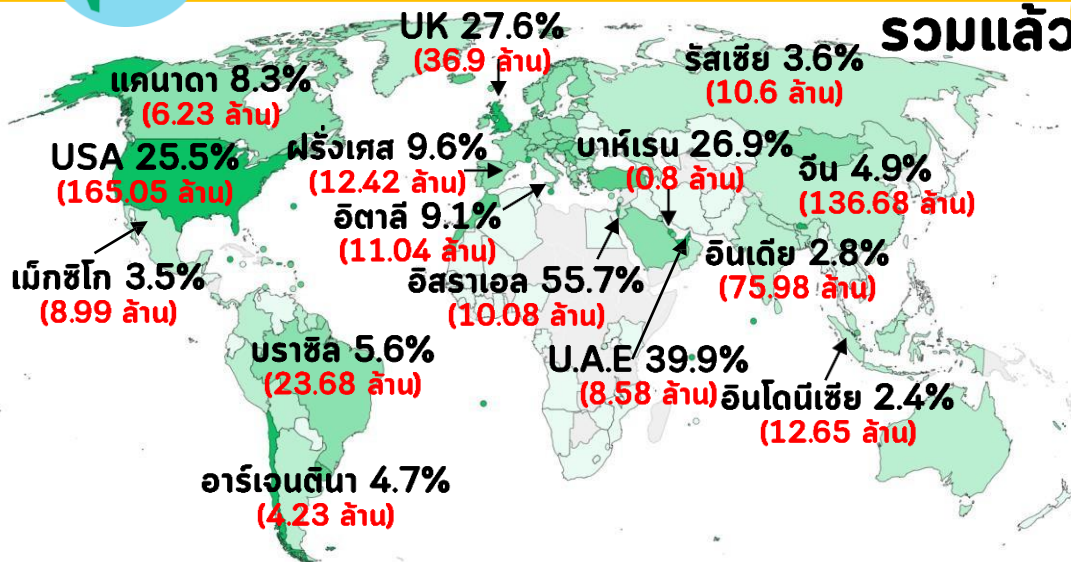 รวมแล้ว
UK 27.6%
(36.9 ล้าน)
รัสเซีย 3.6%
(10.6 ล้าน)
แคนาดา 8.3%
(6.23 ล้าน)
USA 25.5%
(165.05 ล้าน)
ฝรั่งเศส 9.6%
(12.42 ล้าน)
บาห์เรน 26.9%
(0.8 ล้าน)
จีน 4.9%
(136.68 ล้าน)
อิตาลี 9.1%
(11.04 ล้าน)
เม็กซิโก 3.5%
(8.99 ล้าน)
อิสราเอล 55.7%
(10.08 ล้าน)
อินเดีย 2.8%
(75.98 ล้าน)
บราซิล 5.6%
(23.68 ล้าน)
U.A.E 39.9%
(8.58 ล้าน)
อินโดนีเซีย 2.4%
(12.65 ล้าน)
อาร์เจนตินา 4.7%
(4.23 ล้าน)